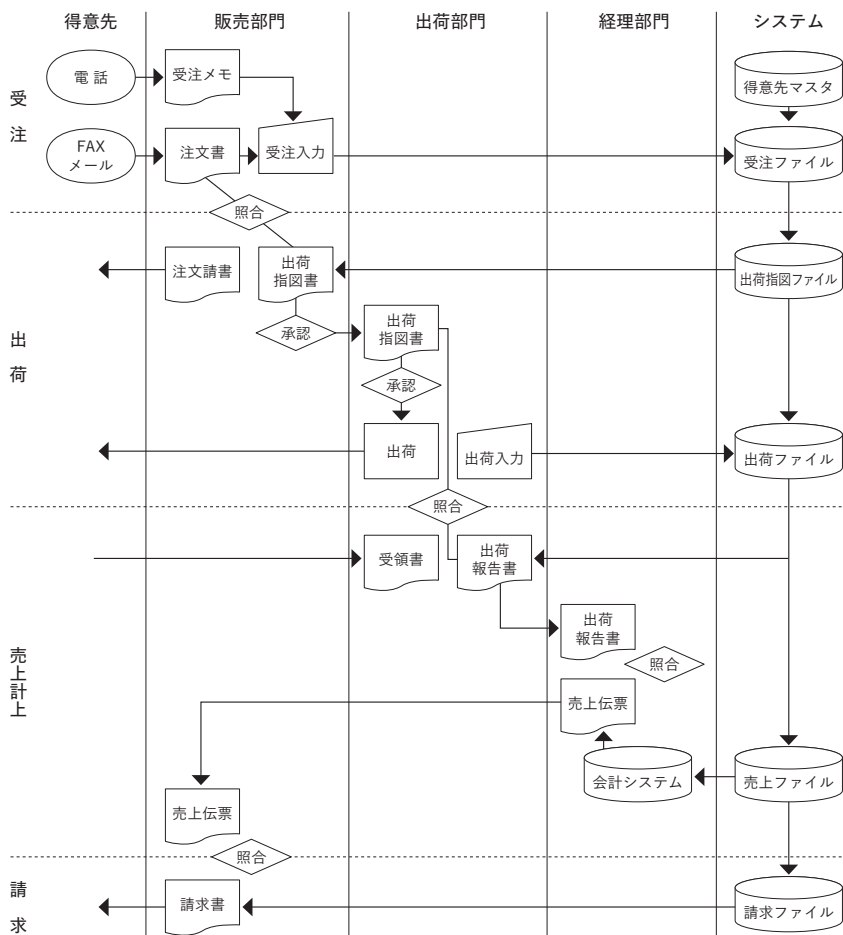 得意先 販売部門 出荷部門 経理部門 システム
受注
電話
受注メモ
得意先マスタ
FAX
メール
注文書
受注入力
受注ファイル
照合
出荷
注文請書
出荷
指図書
出荷指図ファイル
承認
出荷
指図書
承認
出荷
出荷入力
出荷ファイル
照合
売上計上
受領書
出荷
報告書
出荷
報告書
照合
売上伝票
会計システム
売上ファイル
売上伝票
照合
請求
請求書
請求ファイル